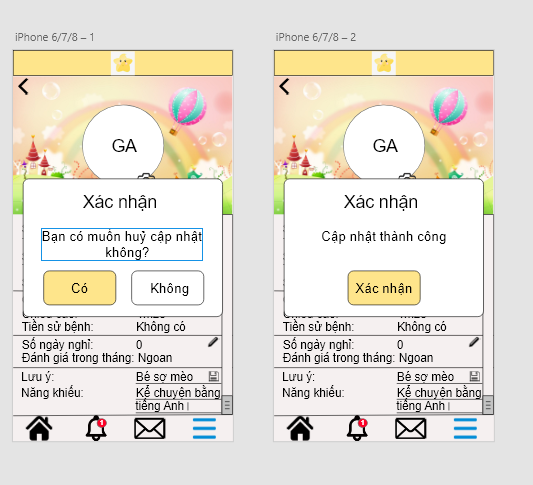 iPhone 6/7/8 – 1
GA
Xác nhận
Bạn có muốn huỷ cập nhật
không?
Có
Không
Tiền sử bệnh: Không có
Số ngày nghỉ: 0
Đánh giá trong tháng: Ngoan
Lưu ý: Bé sợ mèo
Năng khiếu: Kể chuyện bằng
tiếng Anh
1
iPhone 6/7/8 – 2
GA
Xác nhận
Cập nhật thành công
Xác nhận
Tiền sử bệnh: Không có
Số ngày nghỉ: 0
Đánh giá trong tháng: Ngoan
Lưu ý: Bé sợ mèo
Năng khiếu: Kể chuyện bằng
tiếng Anh
1